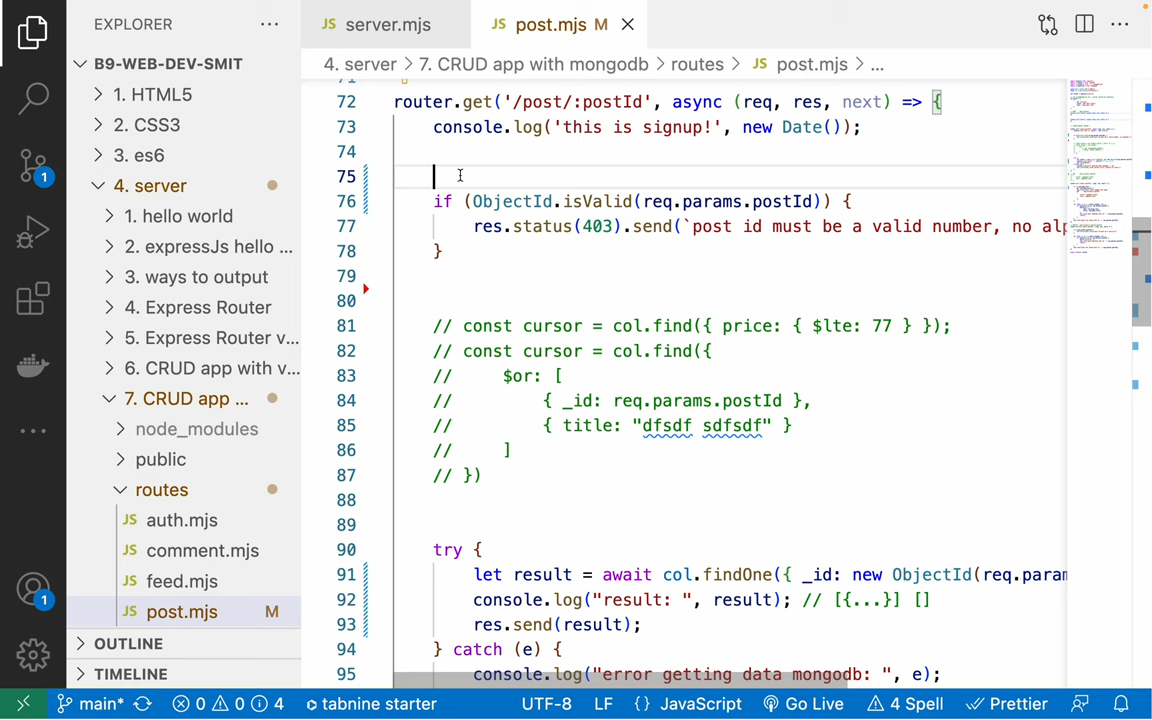 EXPLORER
B9-WEB-DEV-SMIT
1. HTML5
2. CSS3
3. es6
4. server
1. hello world
2. expressJs hello ...
3. ways to output
4. Express Router
5. Express Router v...
6. CRUD app with v...
7. CRUD app ...
node_modules
public
routes
JS auth.mjs
JS comment.mjs
JS feed.mjs
JS post.mjs M
OUTLINE
TIMELINE
1
1
JS server.mjs JS post.mjs M
4. server > 7. CRUD app with mongodb > routes > JS post.mjs > ...
71
72 router.get('/post/:postId', async (req, res, next) => {
73 console.log('this is signup!', new Date());
74
75
76 if (ObjectId.isValid(req.params.postId)) {
77 res.status(403).send(`post id must be a valid number, no alp
78 }
79
80
81 // const cursor = col.find({ price: { $lte: 77 } });
82 // const cursor = col.find({
83 // $or: [
84 // { _id: req.params.postId },
85 // { title: "dfsdf sdfsdf" }
86 // ]
87 // })
88
89
90 try {
91 let result = await col.findOne({ _id: new ObjectId(req.param
92 console.log("result: ", result); // [{...}] []
93 res.send(result);
94 } catch (e) {
95 console.log("error getting data mongodb: ", e);
main* 0 0 4 tabnine starter UTF-8 LF {} JavaScript Go Live 4 Spell Prettier